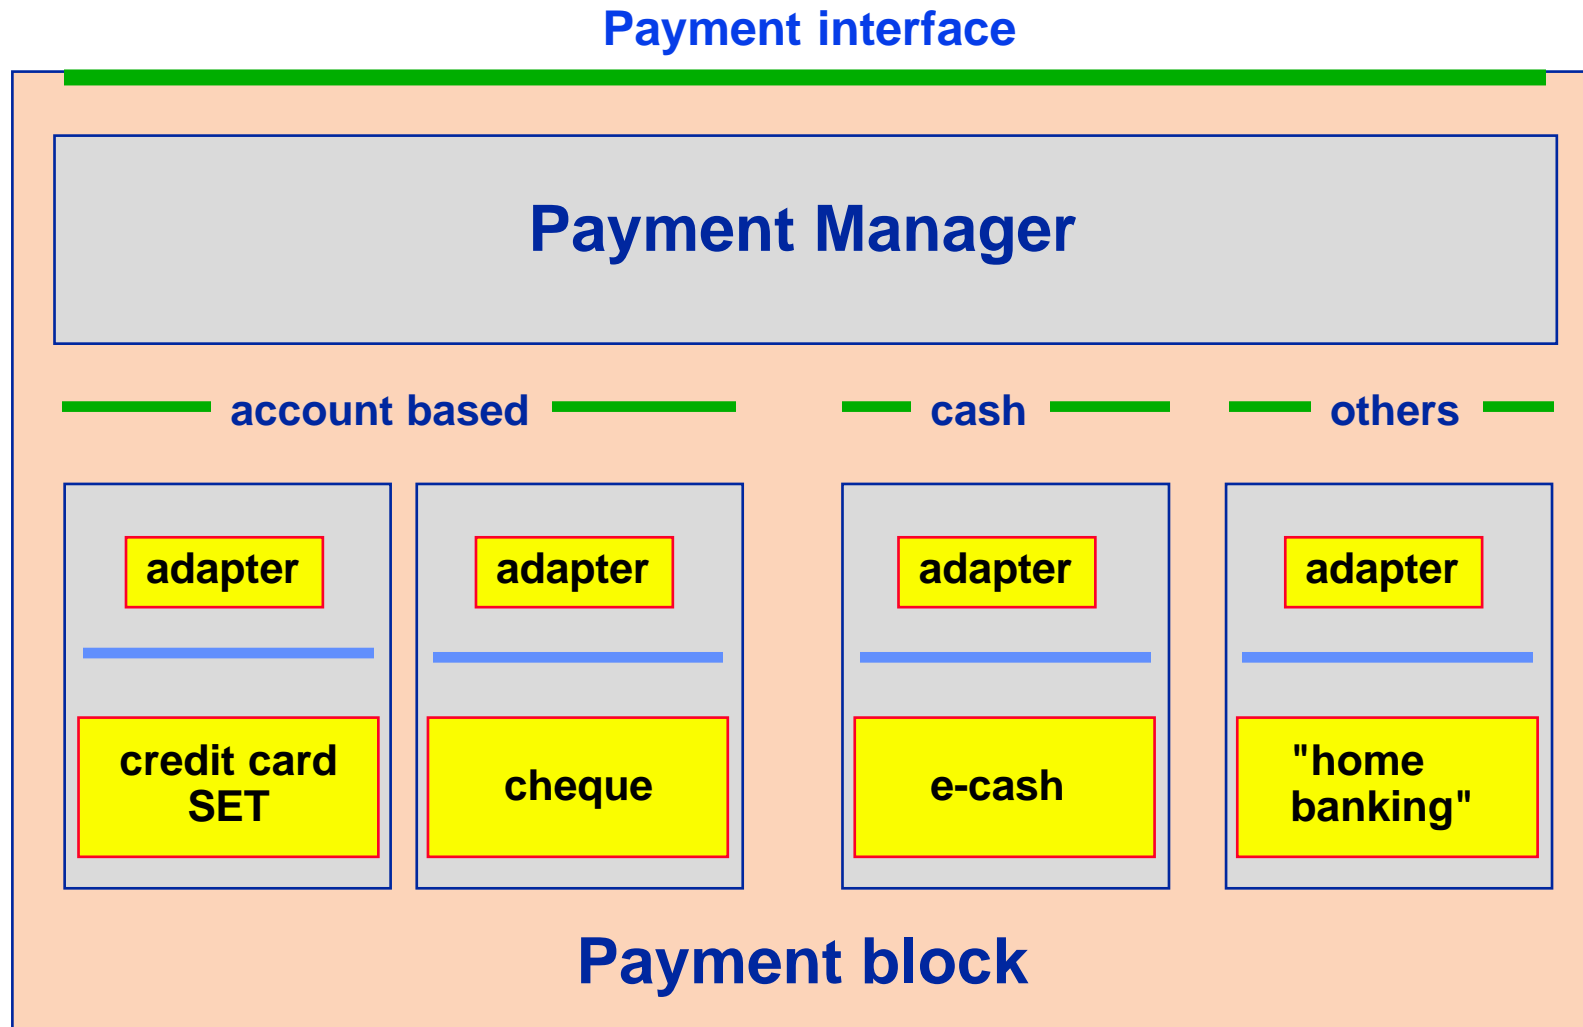 Payment interface
Payment Manager
account based
cash
others
adapter
adapter
adapter
adapter
credit card
SET
cheque
e-cash
"home
banking"
Payment block